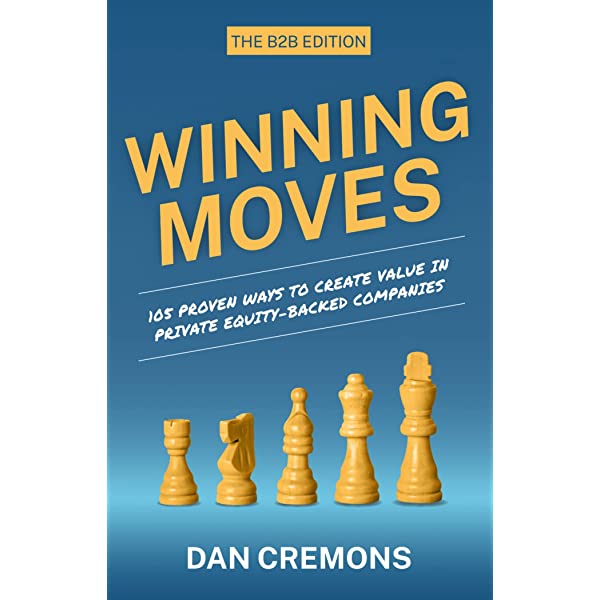 THE B2B EDITION
WINNING
MOVES
105 PROVEN WAYS TO CREATE VALUE IN
PRIVATE EQUITY-BACKED COMPANIES
DAN CREMONS